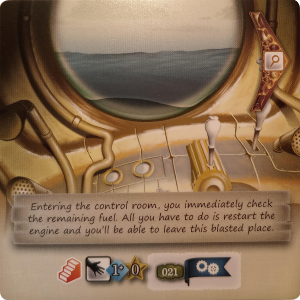 Entering the control room, you immediately check
the remaining fuel. All you have to do is restart the
engine and you'll be able to leave this blasted place.
1 0 021